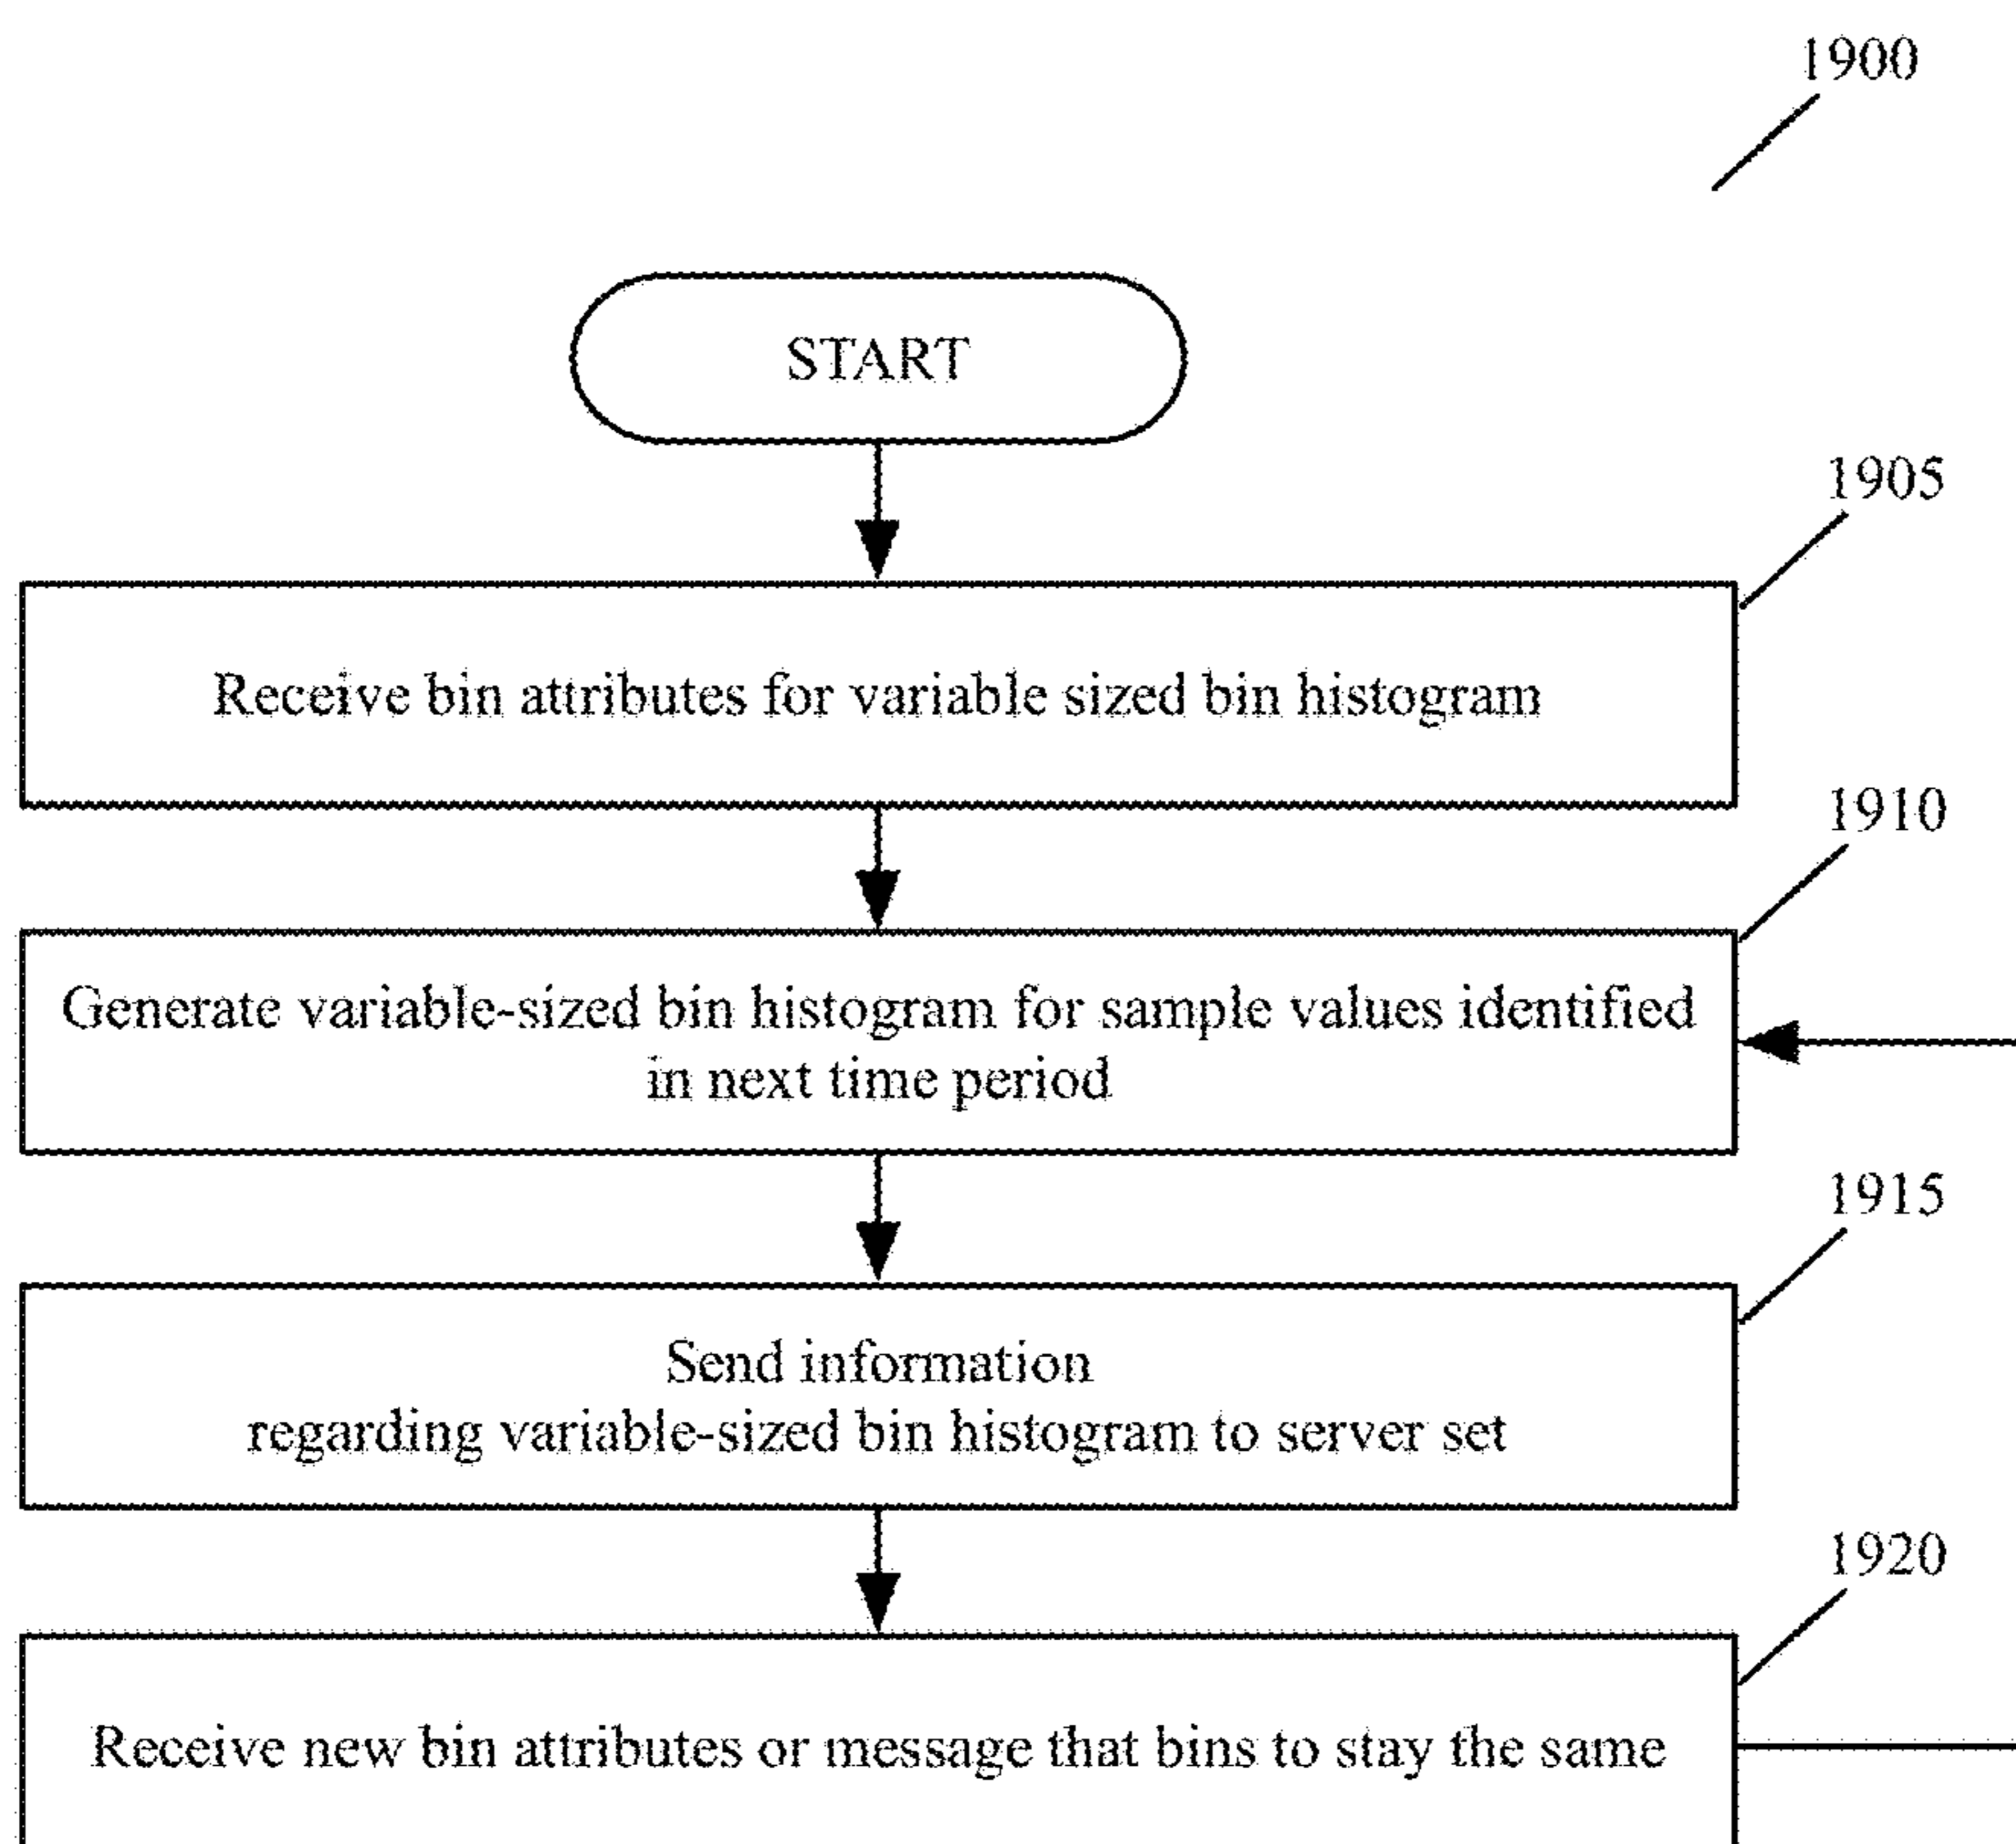 1900
START
1905
Receive bin attributes for variable sized bin histogram
1910
Generate variable-sized bin histogram for sample values identified
in next time period
1915
Send information
regarding variable-sized bin histogram to server set
1920
Receive new bin attributes or message that bins to stay the same